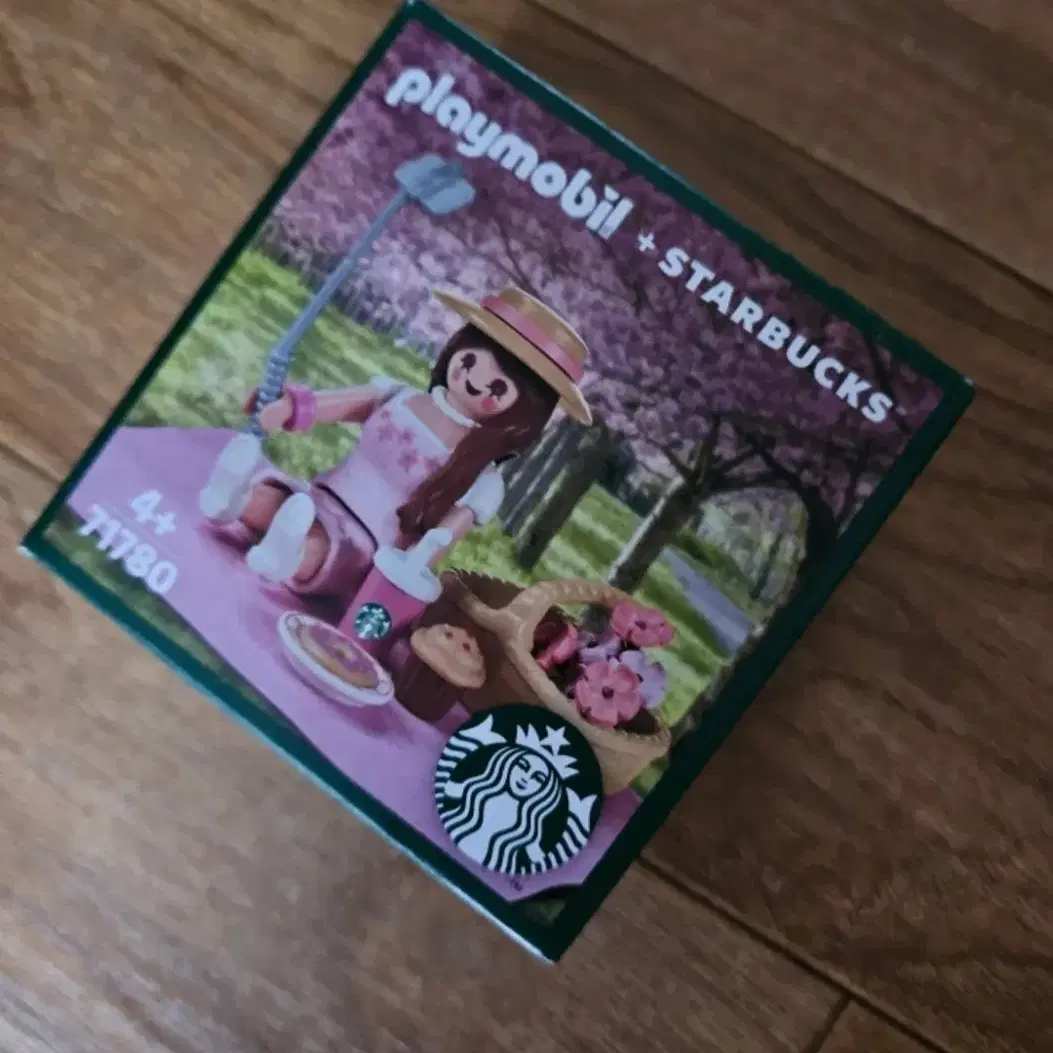 playmobil + STARBUCKS
4+
71780